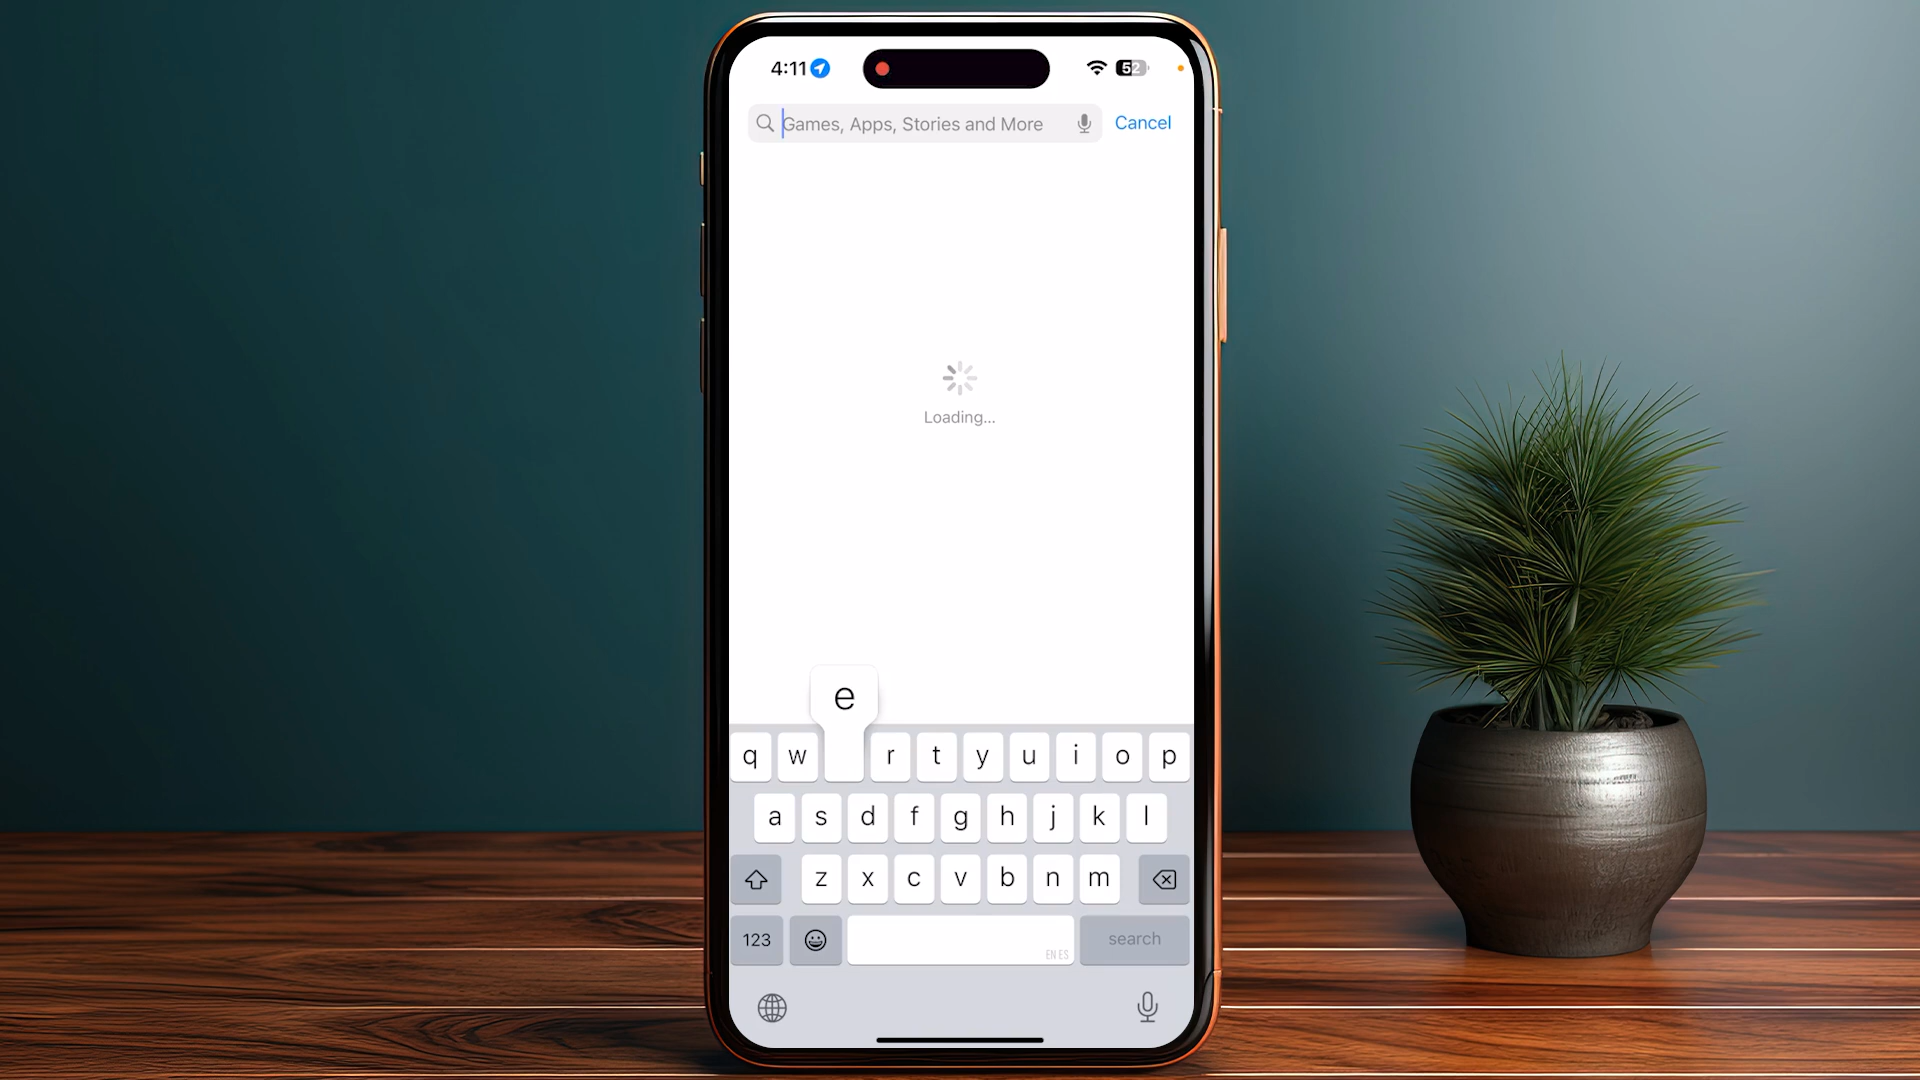 4:11
52
Games, Apps, Stories and More
Cancel
Loading...
e
q w r t y u i o p
a s d f g h j k l
z x c v b n m
123
EN ES
search